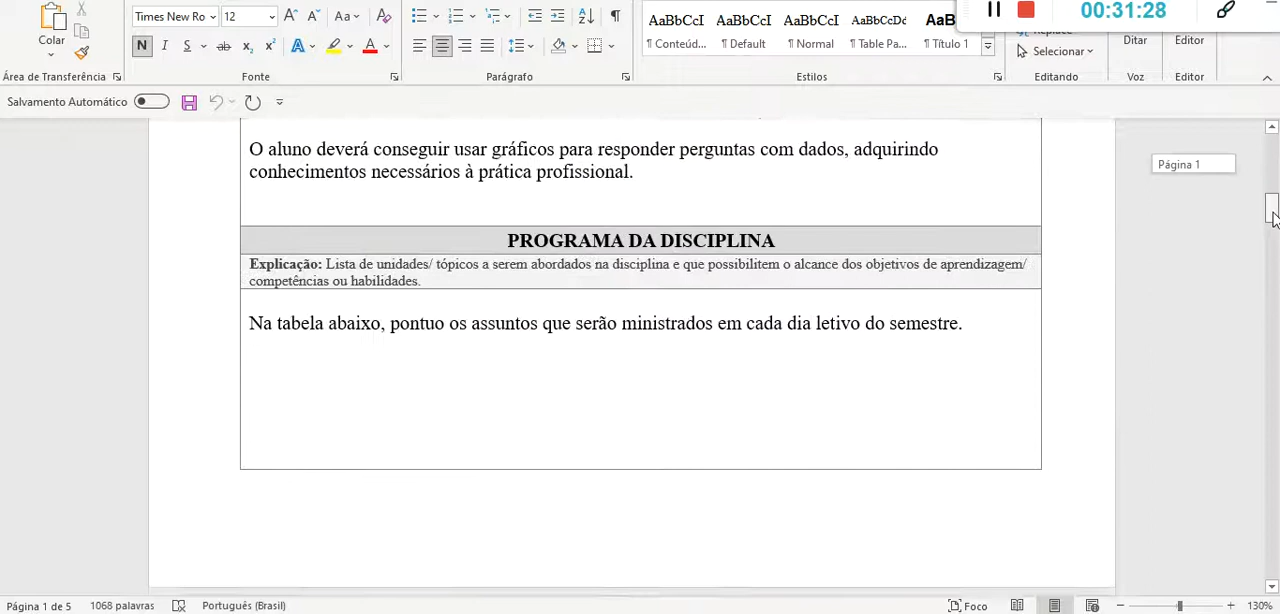 Times New Ro 12 Aa AaBbCcI AaBbCcI AaBbCcI AaBbCcDd AaB 00:31:28
Colar N I S ab x₂ x² A A ¶ Conteúd... ¶ Default ¶ Normal ¶ Table Pa... ¶ Título 1 Selecionar Ditar Editor
Área de Transferência Fonte Parágrafo Estilos Editando Voz Editor
Salvamento Automático
O aluno deverá conseguir usar gráficos para responder perguntas com dados, adquirindo
conhecimentos necessários à prática profissional.
Página 1
PROGRAMA DA DISCIPLINA
Explicação: Lista de unidades/ tópicos a serem abordados na disciplina e que possibilitem o alcance dos objetivos de aprendizagem/
competências ou habilidades.
Na tabela abaixo, pontuo os assuntos que serão ministrados em cada dia letivo do semestre.
Página 1 de 5 1068 palavras Português (Brasil) Foco 130%